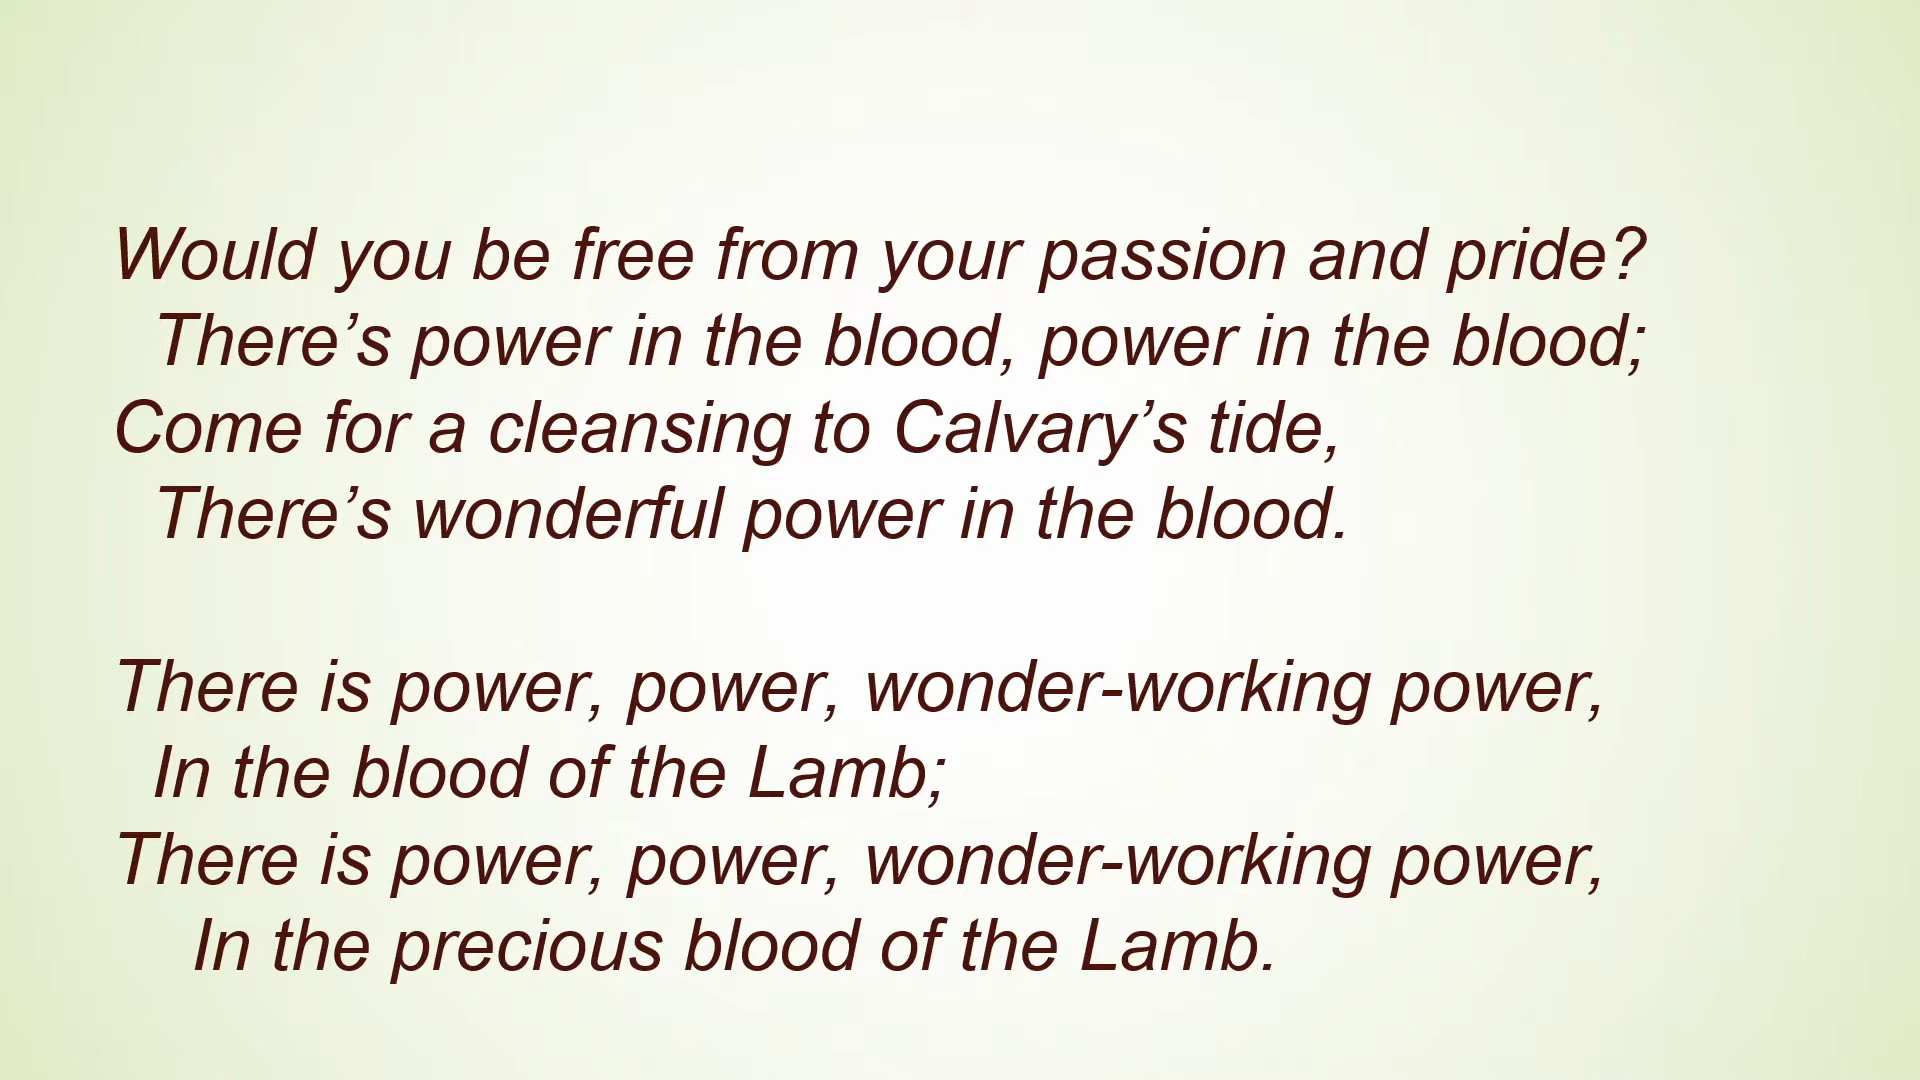 Would you be free from your passion and pride?
There’s power in the blood, power in the blood;
Come for a cleansing to Calvary’s tide,
There’s wonderful power in the blood.

There is power, power, wonder-working power,
In the blood of the Lamb;
There is power, power, wonder-working power,
In the precious blood of the Lamb.